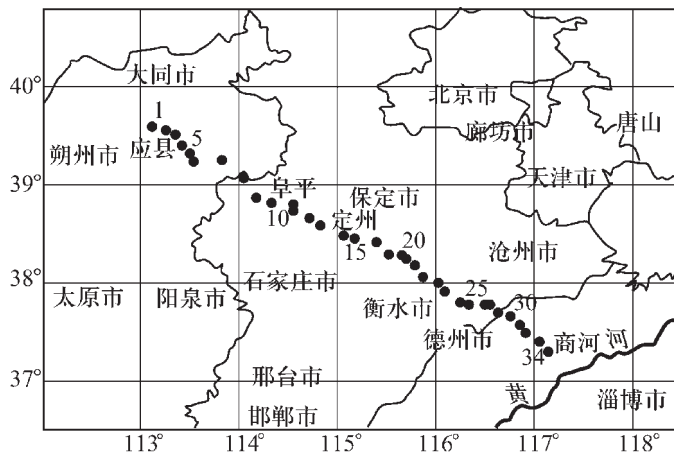 40°
大同市
北京市
1
廊坊市
唐山
朔州市
应县
5
39°
天津市
阜平
保定市
10
定州
15
20
沧州市
38°
太原市
阳泉市
石家庄市
衡水市
25
30
德州市
34
商河
河
37°
邢台市
黄
淄博市
邯郸市
113°
114°
115°
116°
117°
118°